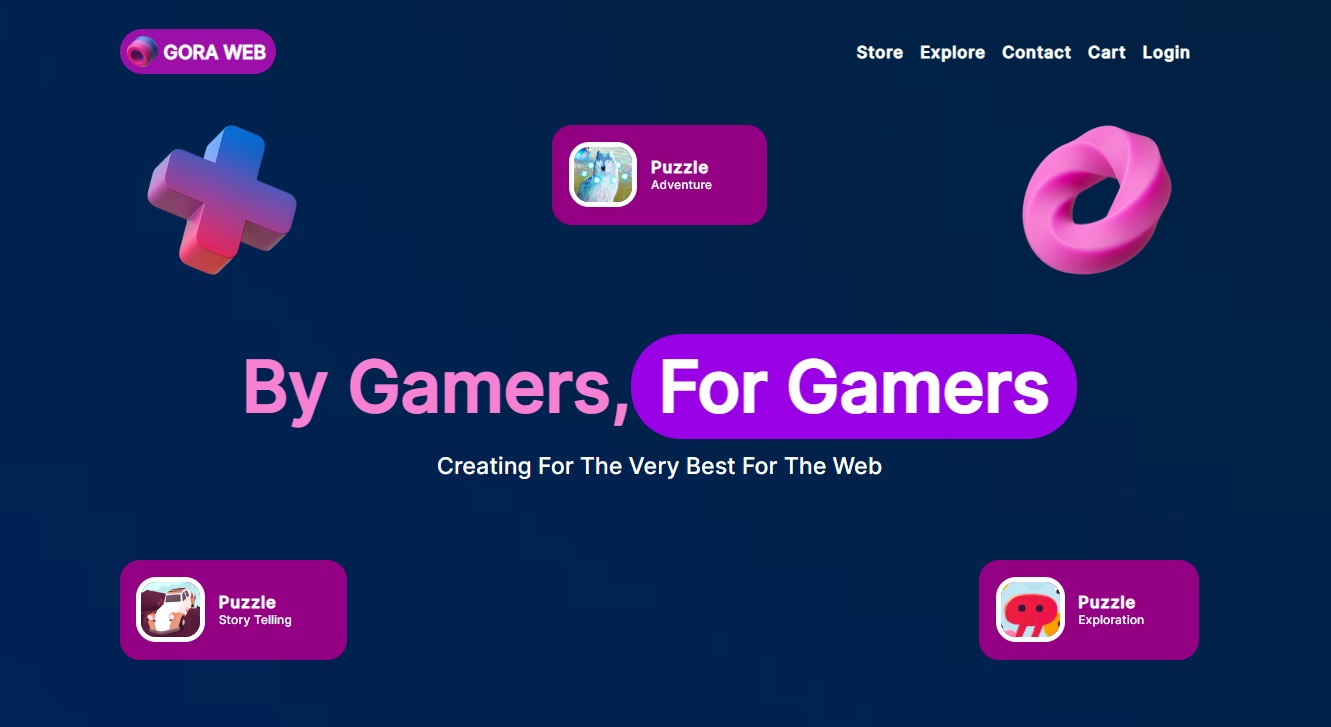 GORA WEB
Store Explore Contact Cart Login
Puzzle
Adventure
By Gamers, For Gamers
Creating For The Very Best For The Web
Puzzle
Story Telling
Puzzle
Exploration